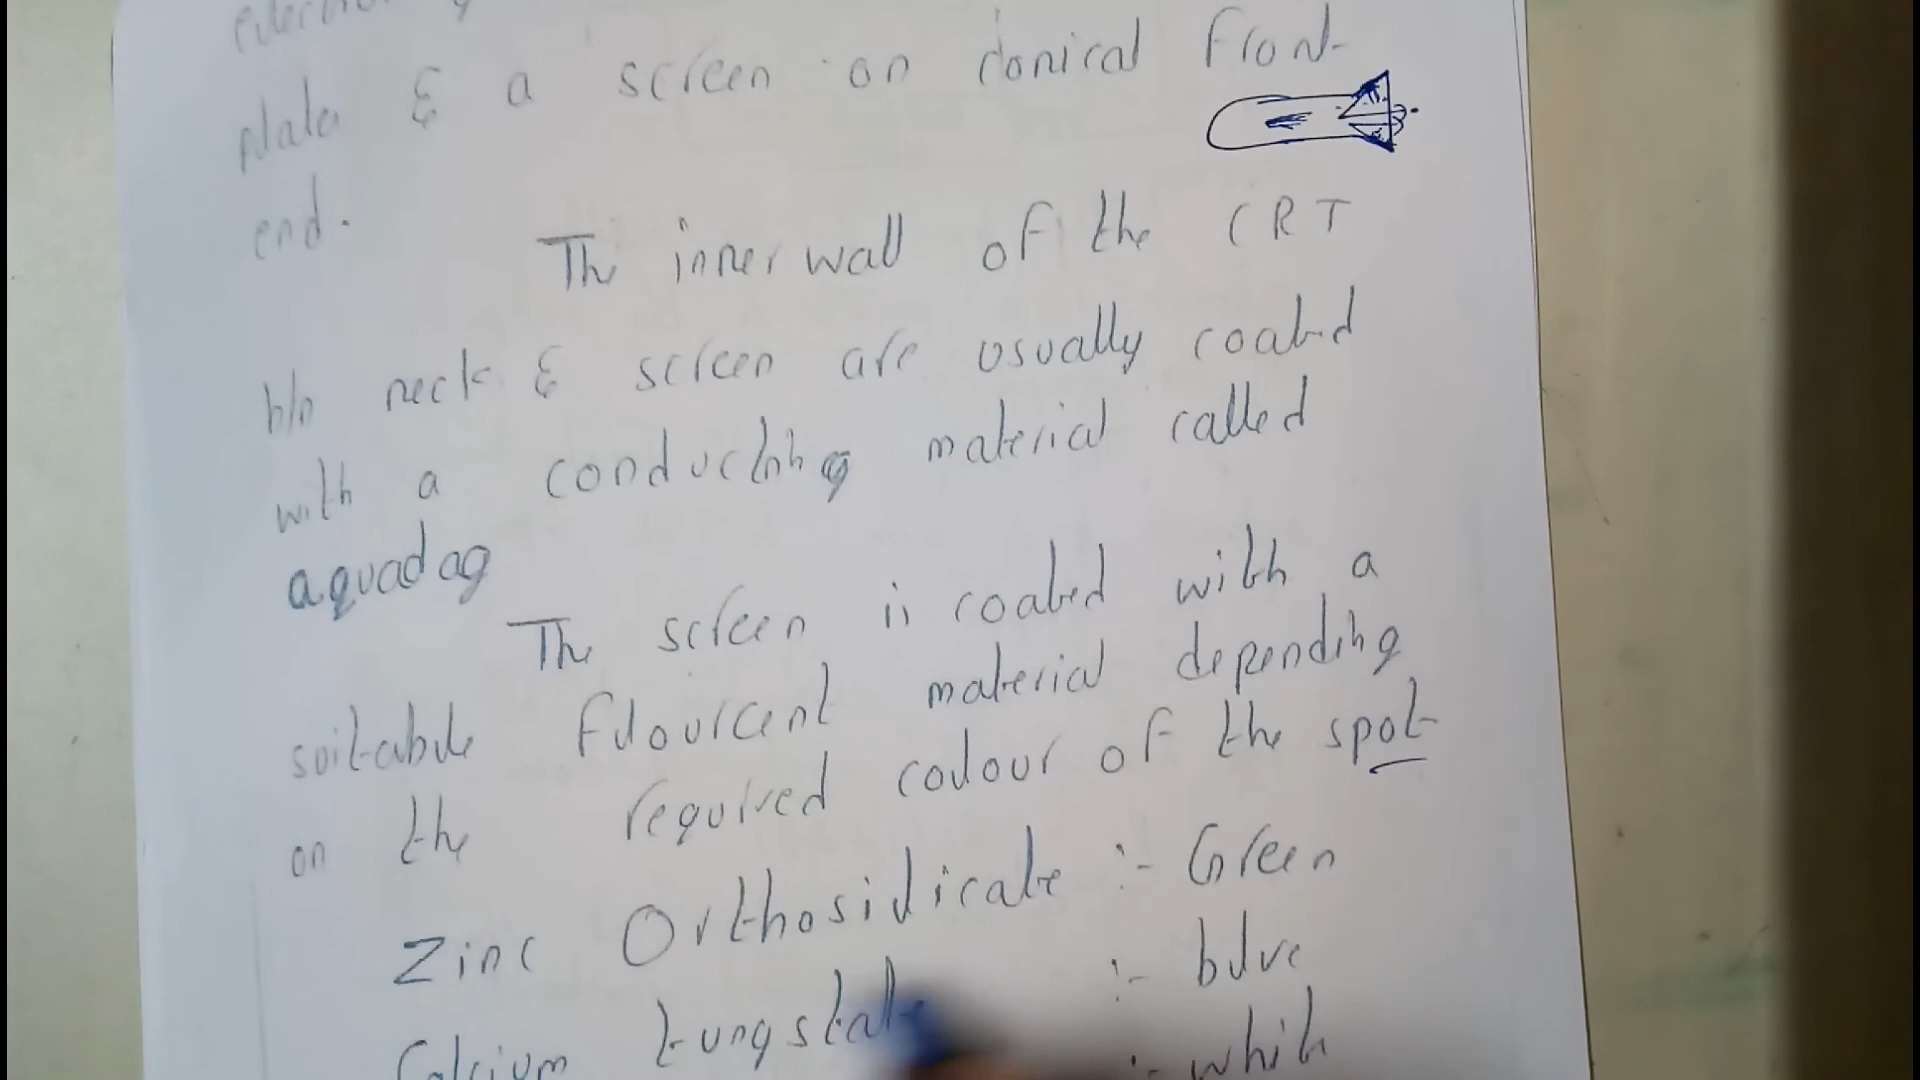 plates & a screen on conical front
end.
The inner wall of the CRT
b/n neck & screen are usually coated
with a conducting material called
aquadag
The screen is coated with a
suitable flourcent material depending
on the required colour of the spot
Zinc Orthosilicate :- Green
Calcium tungstate :- blue
:- white